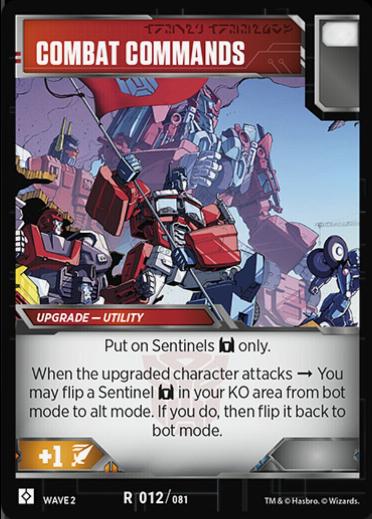 COMBAT COMMANDS
UPGRADE — UTILITY
Put on Sentinels only.
When the upgraded character attacks → You
may flip a Sentinel in your KO area from bot
mode to alt mode. If you do, then flip it back to
bot mode.
+1
WAVE 2 R 012/081 TM & © Hasbro. © Wizards.